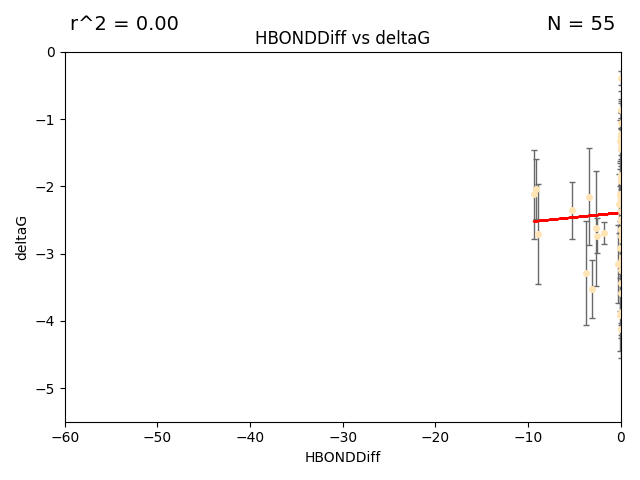 r^2 = 0.00
N = 55
HBONDDiff vs deltaG
0
−1
−2
−3
−4
−5
deltaG
−60
−50
−40
−30
−20
−10
0
HBONDDiff